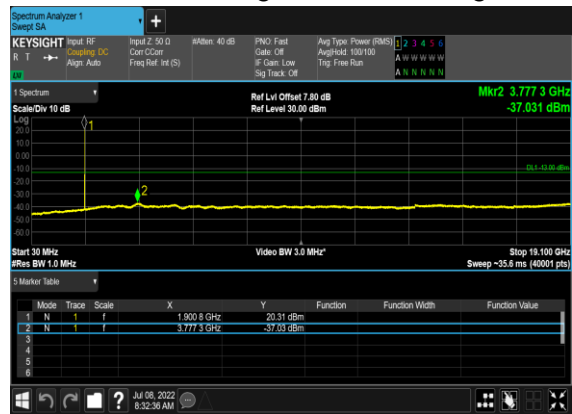 Spectrum Analyzer 1
Swept SA
+
KEYSIGHT Input: RF Input Z: 50 Ω #Atten: 40 dB PNO: Fast Avg Type: Power (RMS) 1 2 3 4 5 6
R T Coupling: DC Corr CCorr Gate: Off Avg|Hold: 100/100 A W W W W W
Align: Auto Freq Ref: Int (S) IF Gain: Low Trig: Free Run
LXI Sig Track: Off A N N N N N
1 Spectrum
Scale/Div 10 dB Ref Lvl Offset 7.80 dB Mkr2 3.777 3 GHz
Ref Level 30.00 dBm -37.031 dBm
Log
1
20.0
10.0
0.00
-10.0
DL1 -13.00 dBm
-20.0
2
-30.0
-40.0
-50.0
-60.0
Start 30 MHz Video BW 3.0 MHz* Stop 19.100 GHz
#Res BW 1.0 MHz Sweep ~35.6 ms (40001 pts)
5 Marker Table
Mode Trace Scale X Y Function Function Width Function Value
1 N 1 f 1.900 8 GHz 20.31 dBm
2 N 1 f 3.777 3 GHz -37.03 dBm
3
4
5
6
? Jul 08, 2022
8:32:36 AM